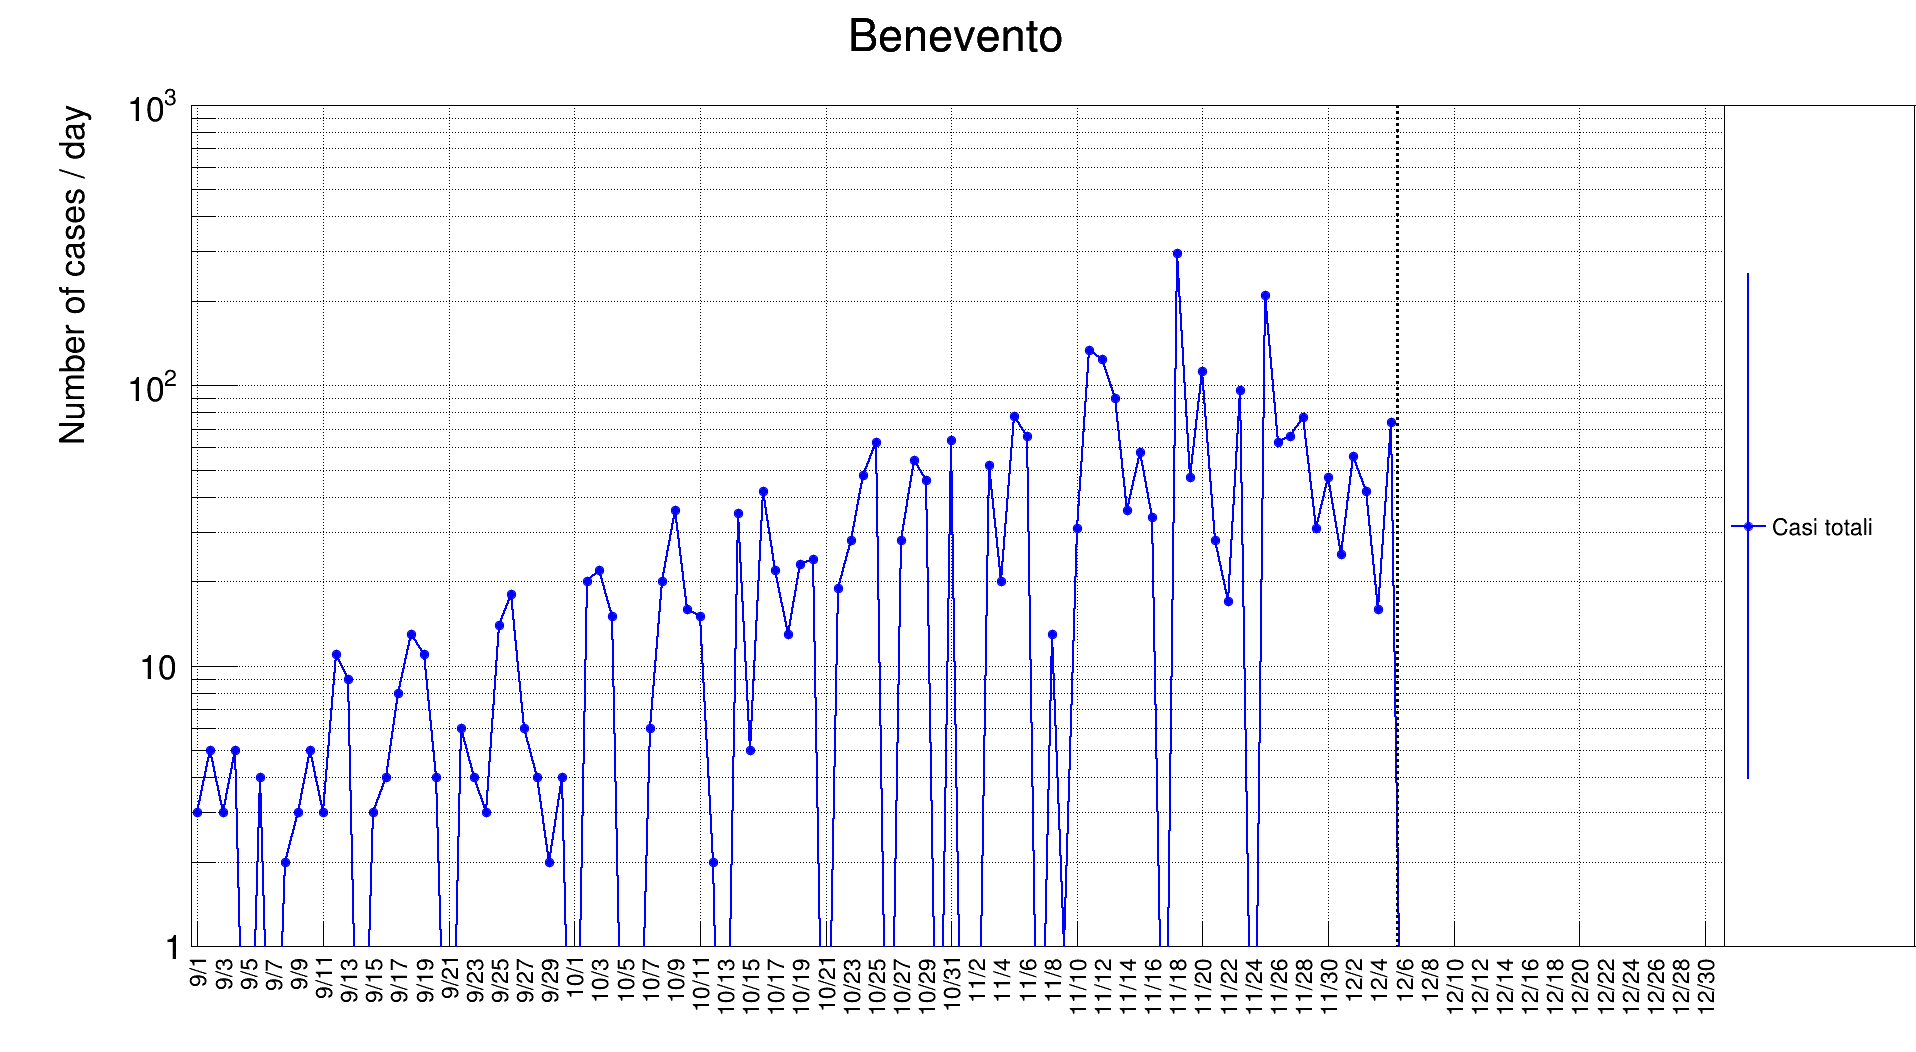 Benevento
Number of cases / day
10³
10²
10
1
9/1 9/3 9/5 9/7 9/9 9/11 9/13 9/15 9/17 9/19 9/21 9/23 9/25 9/27 9/29 10/1 10/3 10/5 10/7 10/9 10/11 10/13 10/15 10/17 10/19 10/21 10/23 10/25 10/27 10/29 10/31 11/2 11/4 11/6 11/8 11/10 11/12 11/14 11/16 11/18 11/20 11/22 11/24 11/26 11/28 11/30 12/2 12/4 12/6 12/8 12/10 12/12 12/14 12/16 12/18 12/20 12/22 12/24 12/26 12/28 12/30
Casi totali